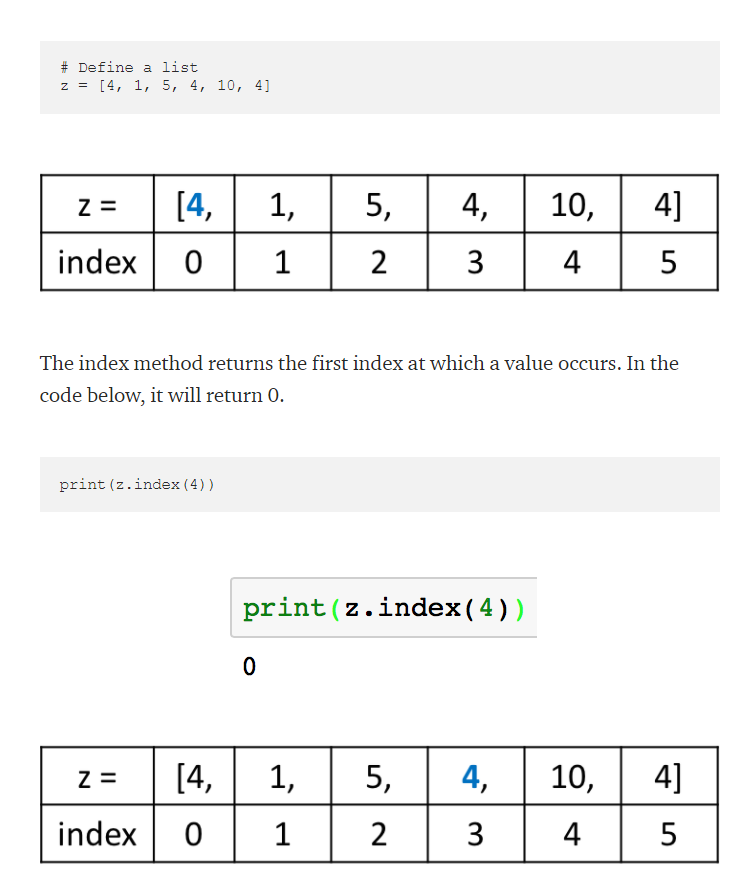 # Define a list
z = [4, 1, 5, 4, 10, 4]
z = [4, 1, 5, 4, 10, 4]
index 0 1 2 3 4 5
The index method returns the first index at which a value occurs. In the
code below, it will return 0.
print(z.index(4))
print(z.index(4))
0
z = [4, 1, 5, 4, 10, 4]
index 0 1 2 3 4 5